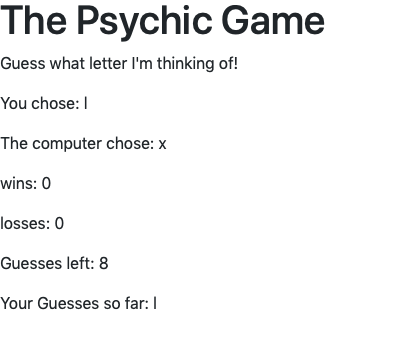 The Psychic Game
Guess what letter I'm thinking of!
You chose: l
The computer chose: x
wins: 0
losses: 0
Guesses left: 8
Your Guesses so far: l